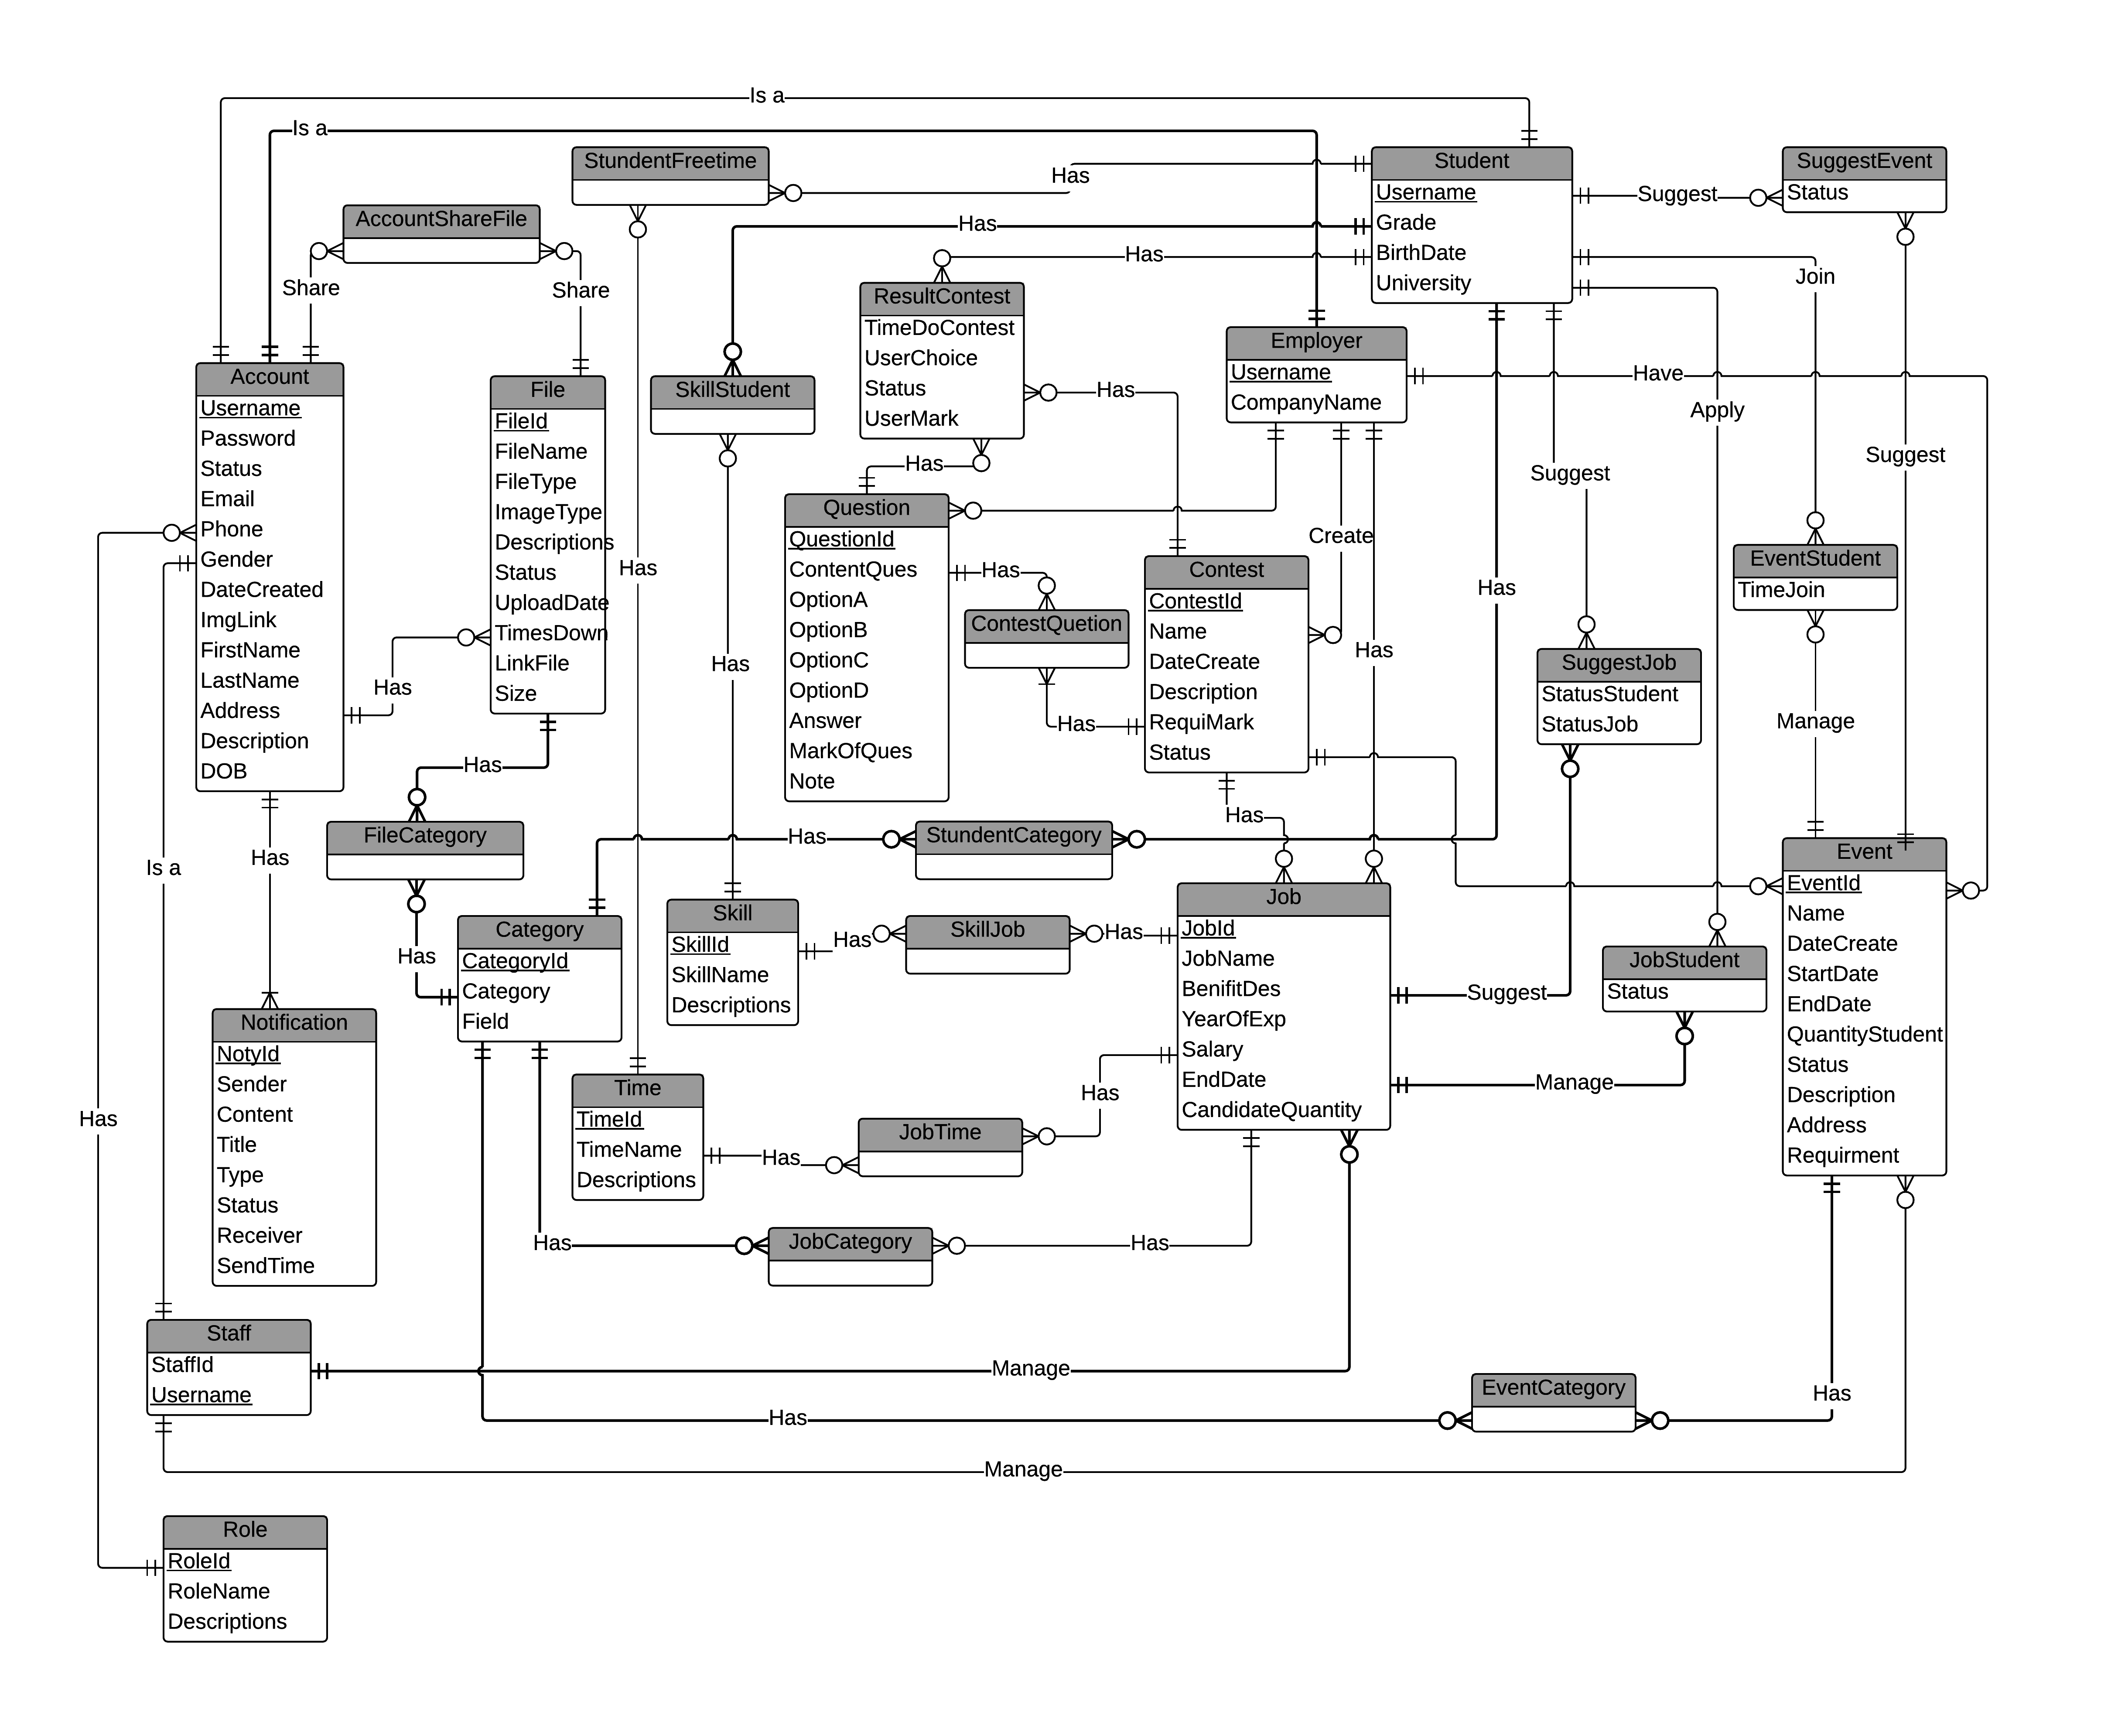 Is a
Is a
StundentFreetime
Has
Student
Username
Grade
BirthDate
University
Suggest
SuggestEvent
Status
AccountShareFile
Share
Share
Has
Has
Join
ResultContest
TimeDoContest
UserChoice
Status
UserMark
Has
Has
Employer
Username
CompanyName
Have
Apply
Suggest
Suggest
Account
Username
Password
Status
Email
Phone
Gender
DateCreated
ImgLink
FirstName
LastName
Address
Description
DOB
File
FileId
FileName
FileType
ImageType
Descriptions
Status
UploadDate
TimesDown
LinkFile
Size
Has
Has
SkillStudent
Has
Question
QuestionId
ContentQues
OptionA
OptionB
OptionC
OptionD
Answer
MarkOfQues
Note
Has
ContestQuetion
Has
Contest
ContestId
Name
DateCreate
Description
RequiMark
Status
Create
Has
Has
EventStudent
TimeJoin
Manage
SuggestJob
StatusStudent
StatusJob
Has
FileCategory
Has
Has
Has
StundentCategory
Has
Is a
Has
Category
CategoryId
Category
Field
Skill
SkillId
SkillName
Descriptions
Has
SkillJob
Has
Job
JobId
JobName
BenifitDes
YearOfExp
Salary
EndDate
CandidateQuantity
Suggest
Manage
JobStudent
Status
Event
EventId
Name
DateCreate
StartDate
EndDate
QuantityStudent
Status
Description
Address
Requirment
Notification
NotyId
Sender
Content
Title
Type
Status
Receiver
SendTime
Time
TimeId
TimeName
Descriptions
Has
JobTime
Has
Has
JobCategory
Has
Staff
StaffId
Username
Manage
Has
EventCategory
Has
Manage
Role
RoleId
RoleName
Descriptions